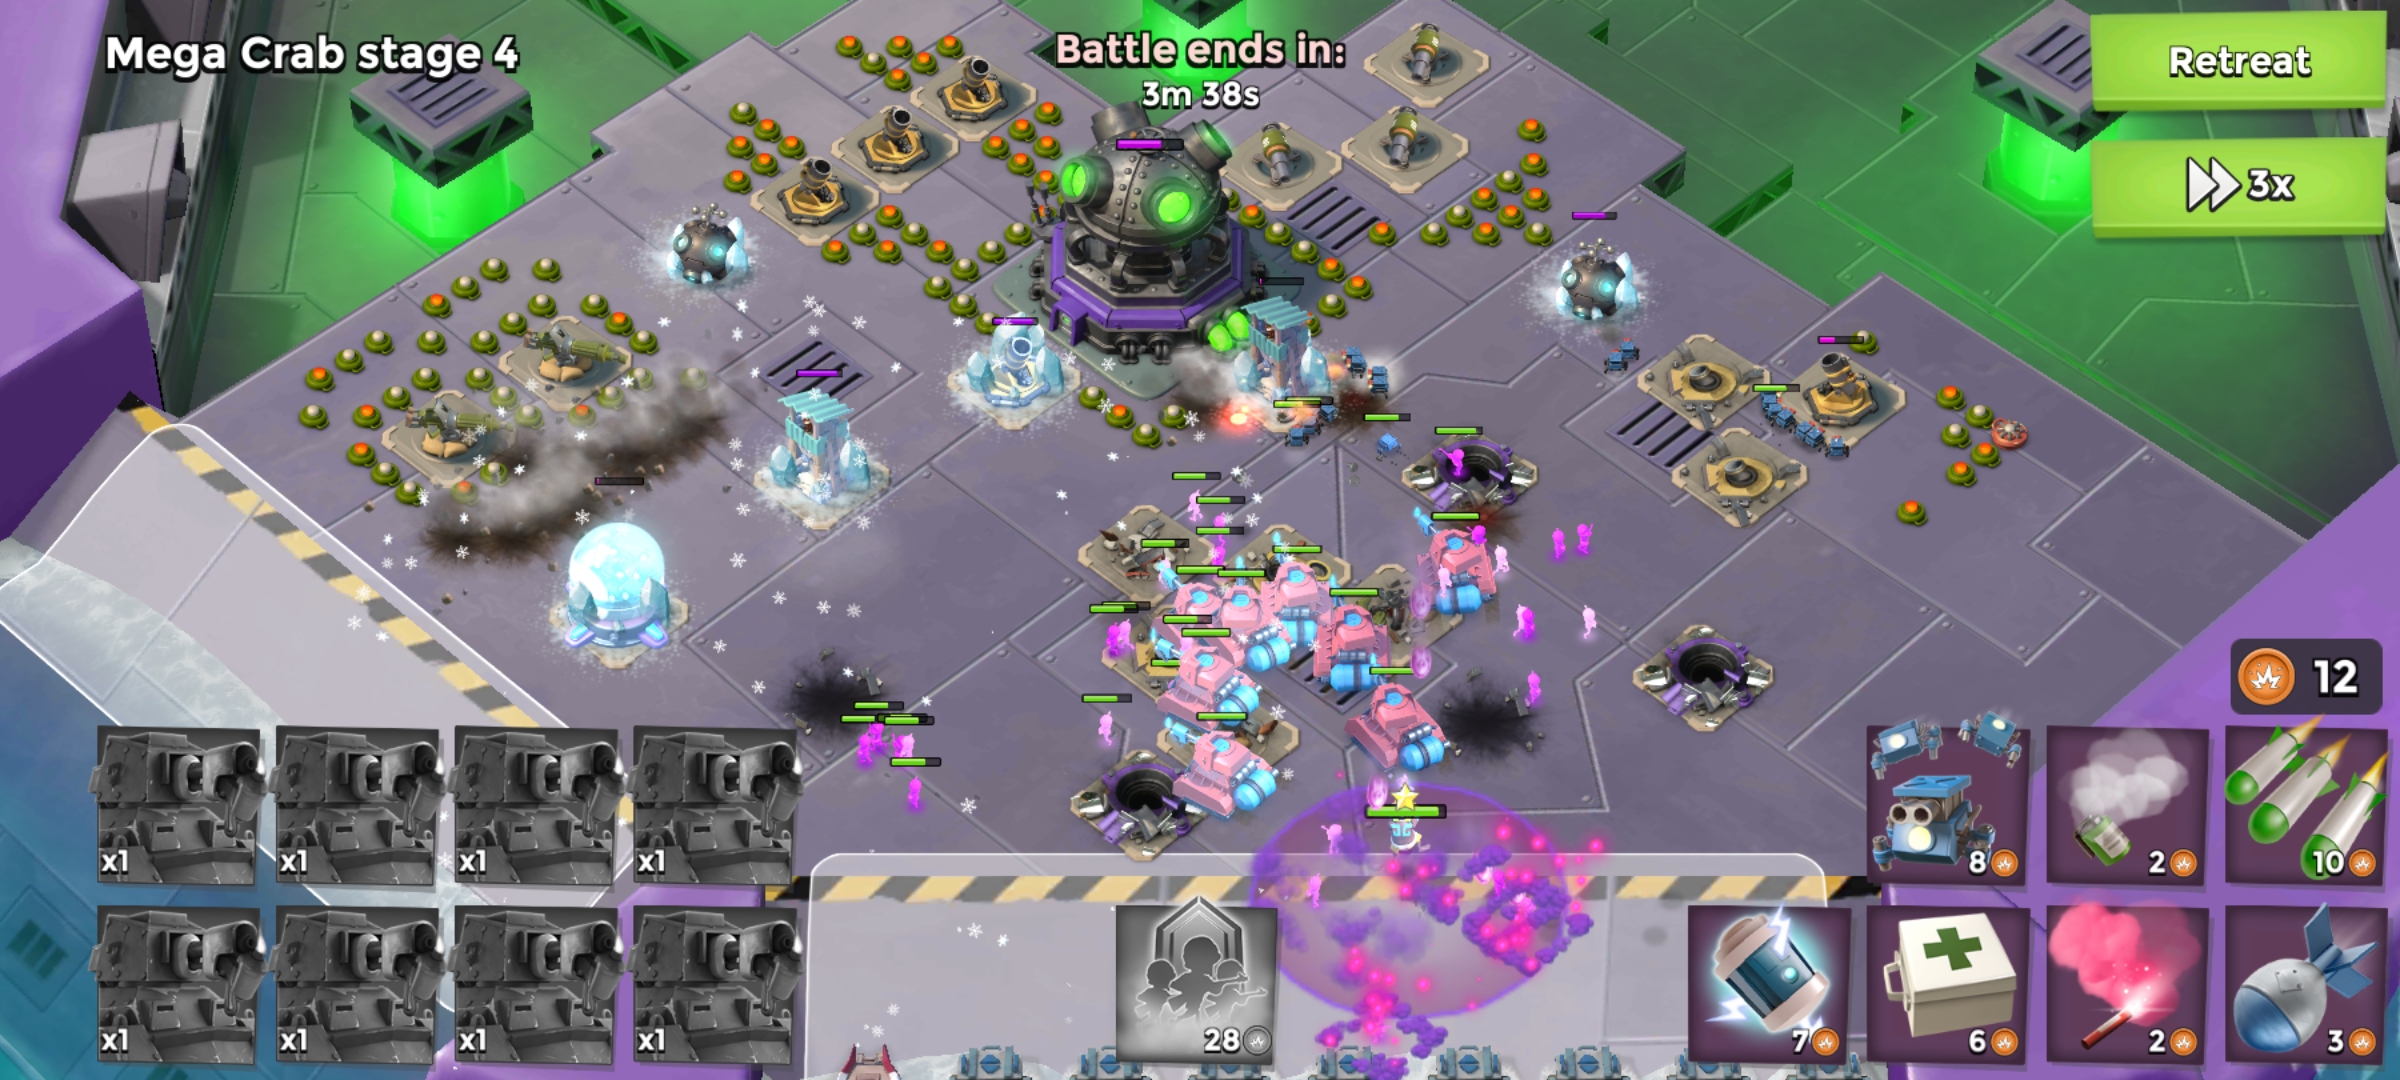 Mega Crab stage 4
Battle ends in:
3m 38s
Retreat
3x
12
x1
x1
x1
x1
8
2
10
x1
x1
x1
x1
28
7
6
2
3